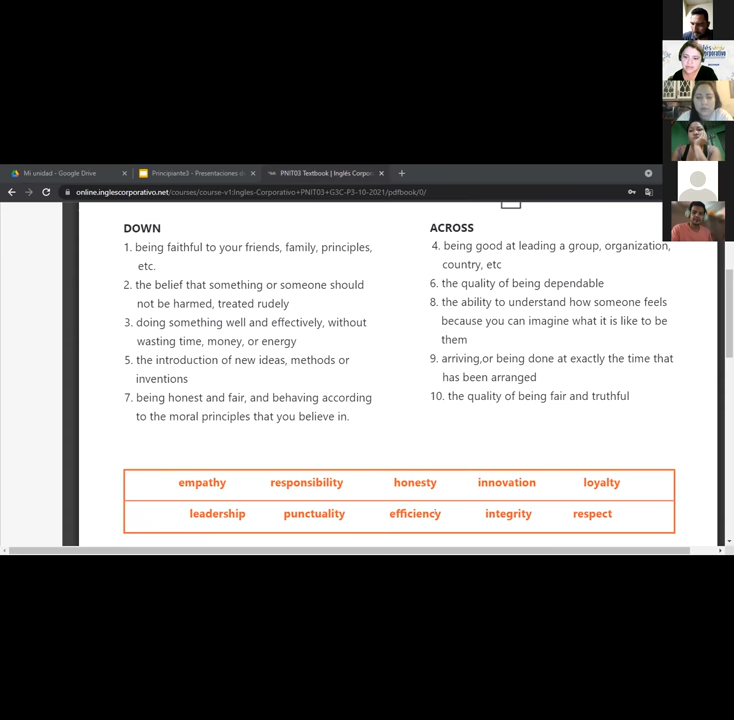 Mi unidad - Google Drive
Principiante3 - Presentaciones d
PNIT03 Textbook | Inglés Corpor
online.inglescorporativo.net/courses/course-v1:Ingles-Corporativo+PNIT03+G3C-P3-10-2021/pdfbook/0/
DOWN
1. being faithful to your friends, family, principles,
etc.
2. the belief that something or someone should
not be harmed, treated rudely
3. doing something well and effectively, without
wasting time, money, or energy
5. the introduction of new ideas, methods or
inventions
7. being honest and fair, and behaving according
to the moral principles that you believe in.
ACROSS
4. being good at leading a group, organization,
country, etc
6. the quality of being dependable
8. the ability to understand how someone feels
because you can imagine what it is like to be
them
9. arriving,or being done at exactly the time that
has been arranged
10. the quality of being fair and truthful
empathy responsibility honesty innovation loyalty
leadership punctuality efficiency integrity respect